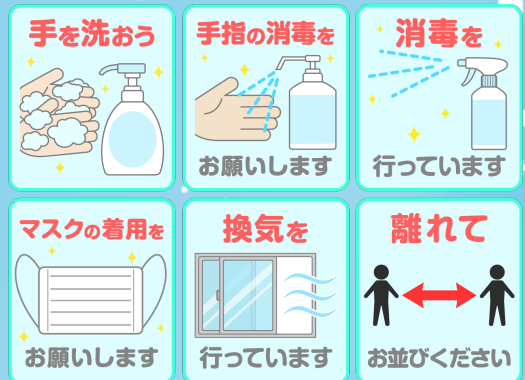 手を洗おう
手指の消毒を
お願いします
消毒を
行っています
マスクの着用を
お願いします
換気を
行っています
離れて
お並びください